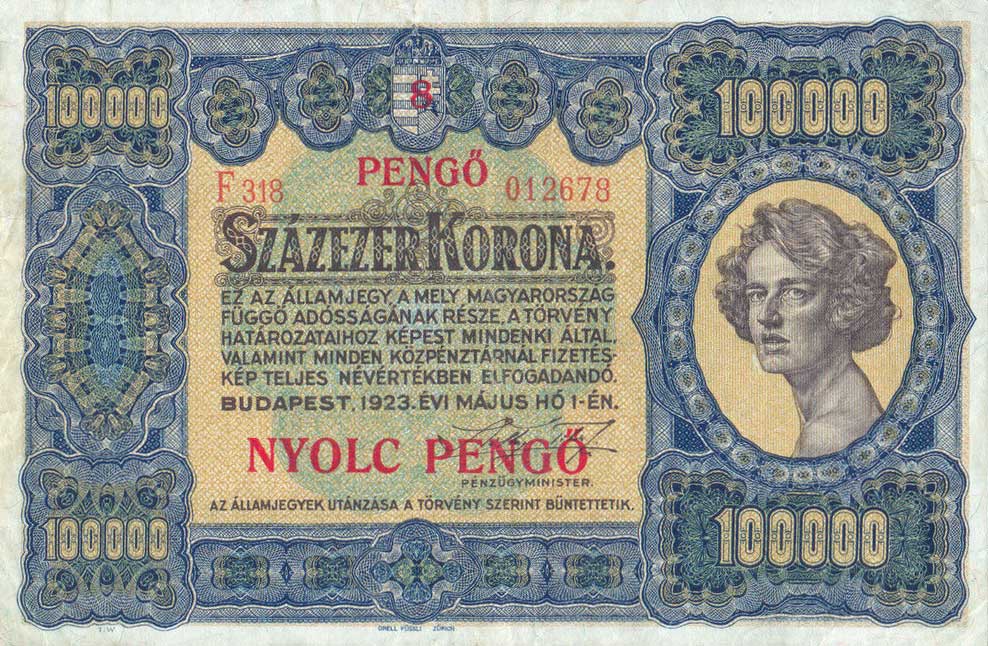 100000
8
100000
PENGŐ
F 318
012678
SZÁZEZER KORONA.
EZ AZ ÁLLAMJEGY, A MELY MAGYARORSZÁG
FÜGGŐ ADÓSSÁGÁNAK RÉSZE, A TÖRVÉNY
HATÁROZATAIHOZ KÉPEST MINDENKI ÁLTAL,
VALAMINT MINDEN KÖZPÉNZTÁRNÁL FIZETÉS-
KÉP TELJES NÉVÉRTÉKBEN ELFOGADANDÓ.
BUDAPEST, 1923. ÉVI MÁJUS HÓ 1-ÉN.
NYOLC PENGŐ
PÉNZÜGYMINISTER.
AZ ÁLLAMJEGYEK UTÁNZÁSA A TÖRVÉNY SZERINT BÜNTETTETIK.
100000
100000
ORELL FÜSSLI ZÜRICH